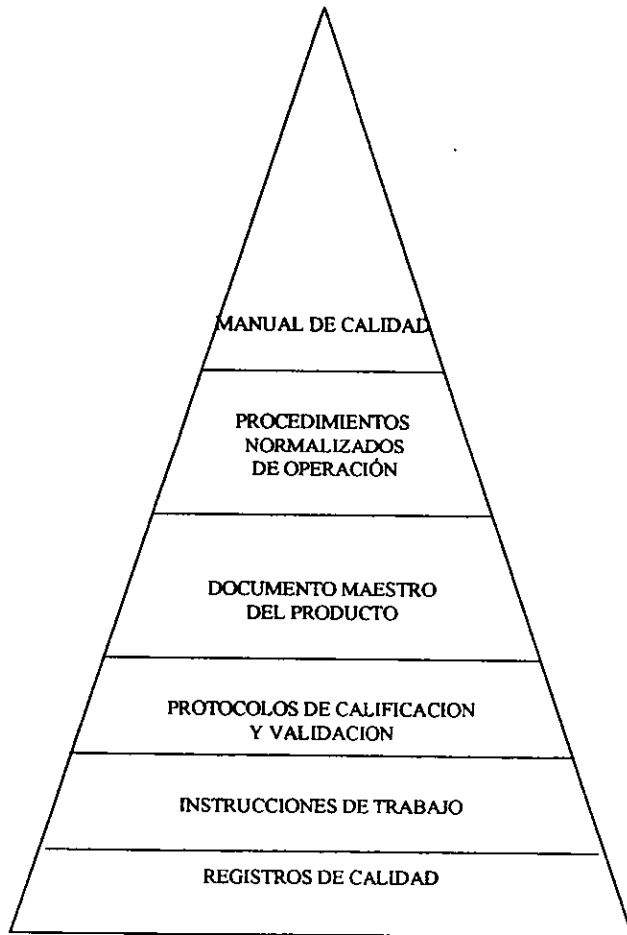 MANUAL DE CALIDAD
PROCEDIMIENTOS
NORMALIZADOS
DE OPERACIÓN
DOCUMENTO MAESTRO
DEL PRODUCTO
PROTOCOLOS DE CALIFICACION
Y VALIDACION
INSTRUCCIONES DE TRABAJO
REGISTROS DE CALIDAD